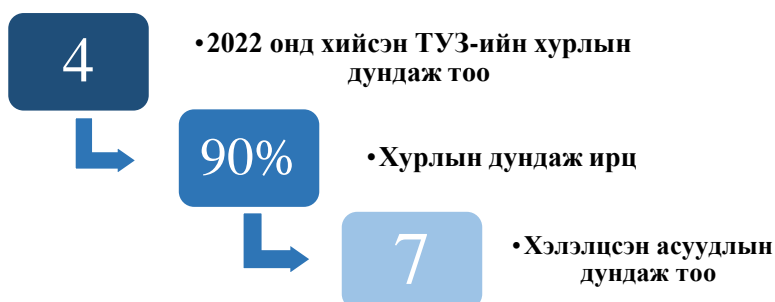 4
•2022 онд хийсэн ТУЗ-ийн хурлын
дундаж тоо
90%
•Хурлын дундаж ирц
7
•Хэлэлцсэн асуудлын
дундаж тоо